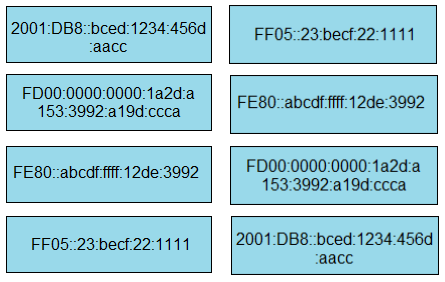 2001:DB8::bced:1234:456d
:aacc
FF05::23:becf:22:1111
FD00:0000:0000:1a2d:a
153:3992:a19d:ccca
FE80::abcdf:ffff:12de:3992
FE80::abcdf:ffff:12de:3992
FD00:0000:0000:1a2d:a
153:3992:a19d:ccca
FF05::23:becf:22:1111
2001:DB8::bced:1234:456d
:aacc